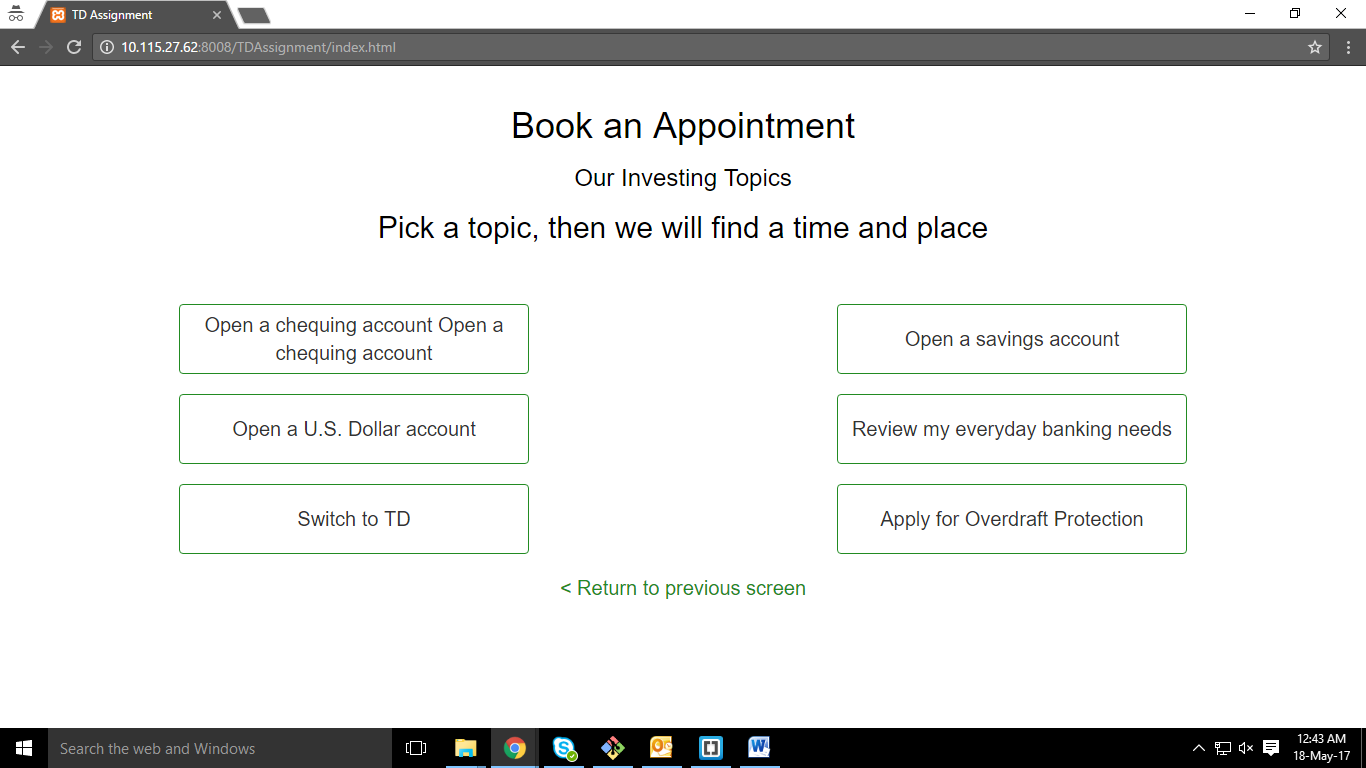 TD Assignment
10.115.27.62:8008/TDAssignment/index.html
Book an Appointment
Our Investing Topics
Pick a topic, then we will find a time and place
Open a chequing account Open a
chequing account
Open a savings account
Open a U.S. Dollar account
Review my everyday banking needs
Switch to TD
Apply for Overdraft Protection
< Return to previous screen
Search the web and Windows
12:43 AM
18-May-17